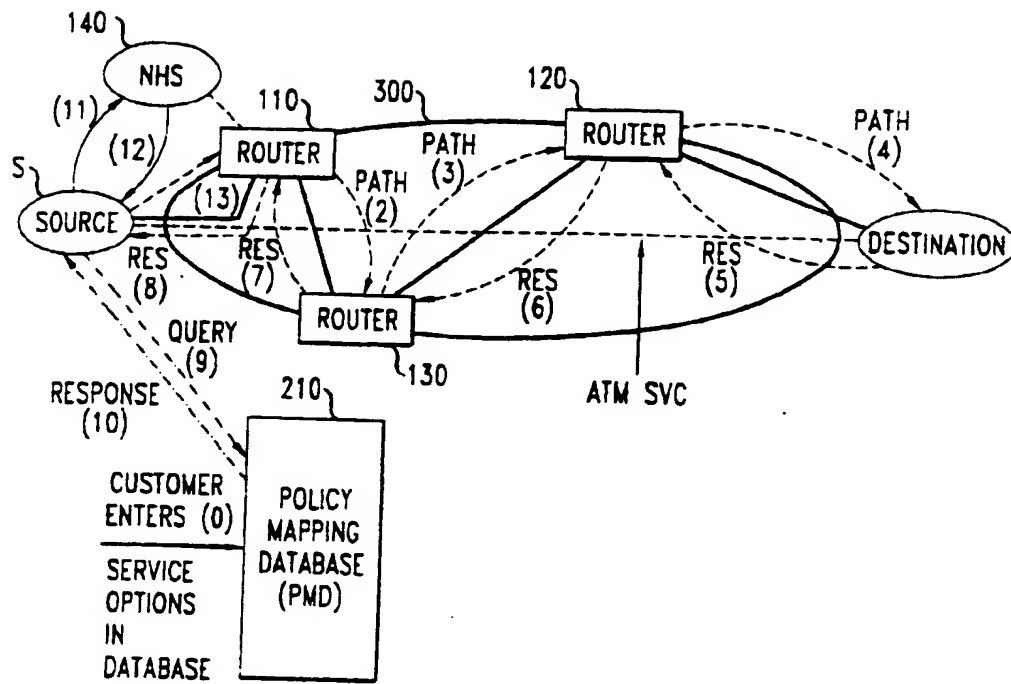 140
NHS
(11)
(12)
S
SOURCE
110
ROUTER
(13)
300
120
ROUTER
PATH
(2)
PATH
(3)
PATH
(4)
DESTINATION
RES
(5)
RES
(6)
RES
(7)
RES
(8)
ROUTER
130
ATM SVC
QUERY
(9)
RESPONSE
(10)
210
CUSTOMER
ENTERS (0)
SERVICE
OPTIONS
IN
DATABASE
POLICY
MAPPING
DATABASE
(PMD)